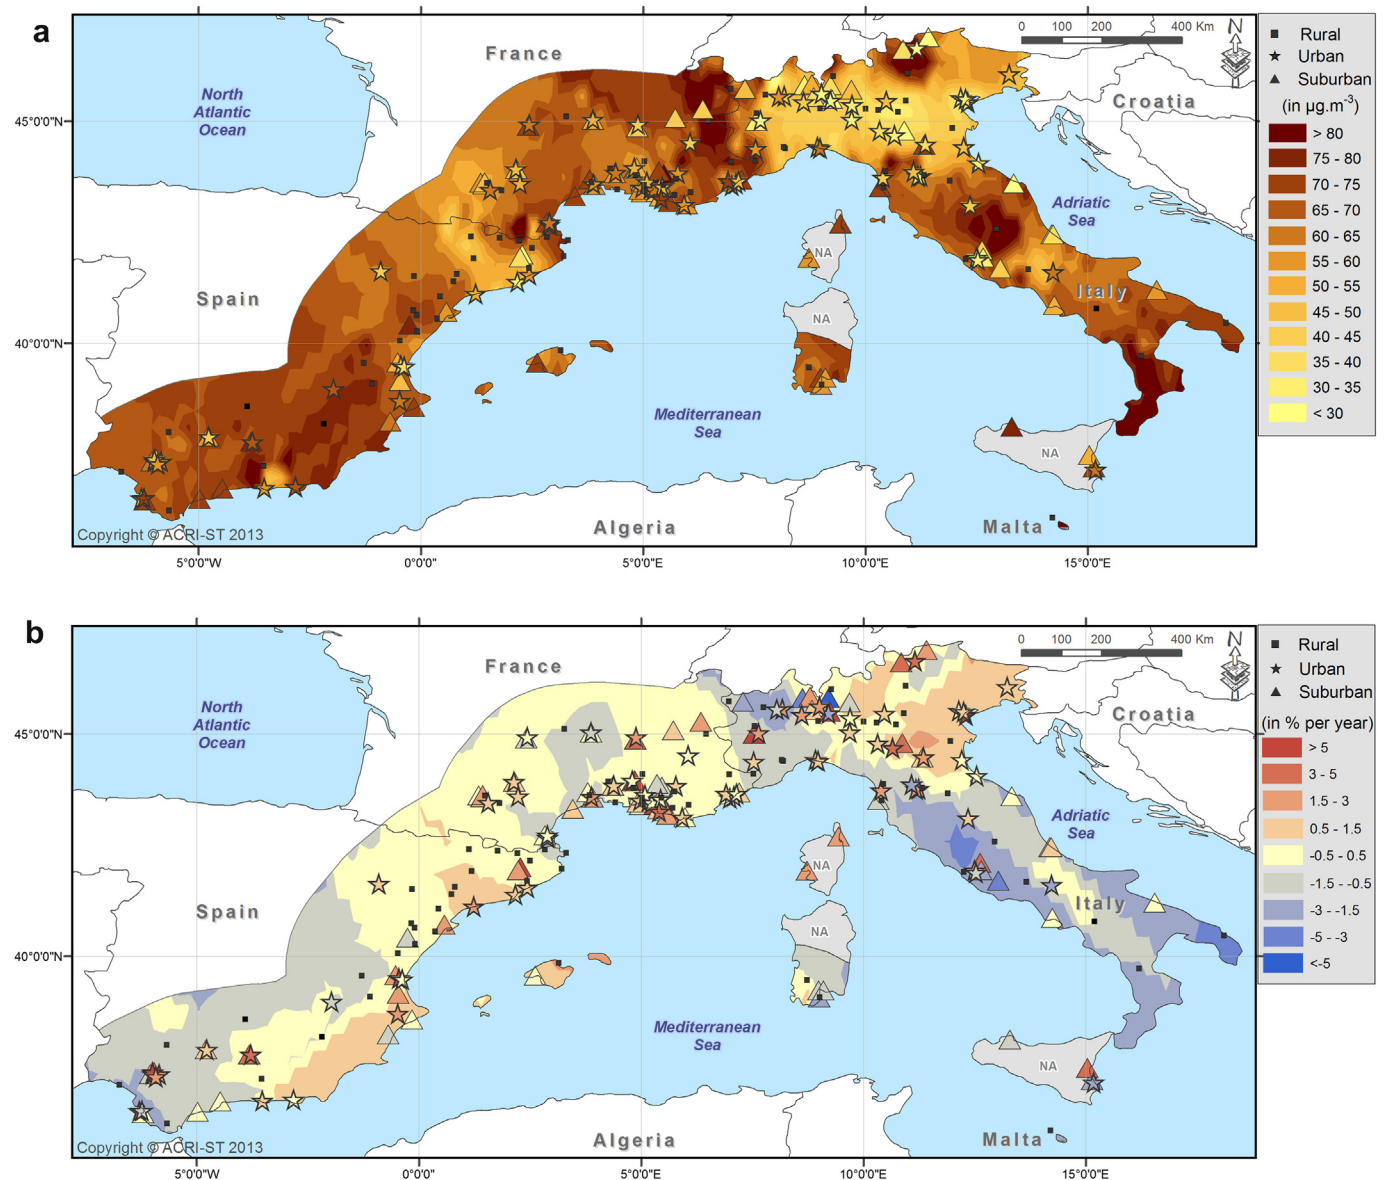 a
France
0 100 200 400 Km
N
North
Atlantic
Ocean
Croatia
Adriatic
Sea
Spain
NA
NA
Italy
Mediterranean
Sea
NA
Algeria
Malta
Copyright © ACRI-ST 2013
45°0'0"N
40°0'0"N
5°0'0"W
0°0'0"
5°0'0"E
10°0'0"E
15°0'0"E
Rural
Urban
Suburban
(in µg.m-3)
> 80
75 - 80
70 - 75
65 - 70
60 - 65
55 - 60
50 - 55
45 - 50
40 - 45
35 - 40
30 - 35
< 30
b
France
0 100 200 400 Km
N
North
Atlantic
Ocean
Croatia
Adriatic
Sea
Spain
NA
NA
Italy
Mediterranean
Sea
NA
Algeria
Malta
Copyright © ACRI-ST 2013
45°0'0"N
40°0'0"N
5°0'0"W
0°0'0"
5°0'0"E
10°0'0"E
15°0'0"E
Rural
Urban
Suburban
(in % per year)
> 5
3 - 5
1.5 - 3
0.5 - 1.5
-0.5 - 0.5
-1.5 - -0.5
-3 - -1.5
-5 - -3
<-5